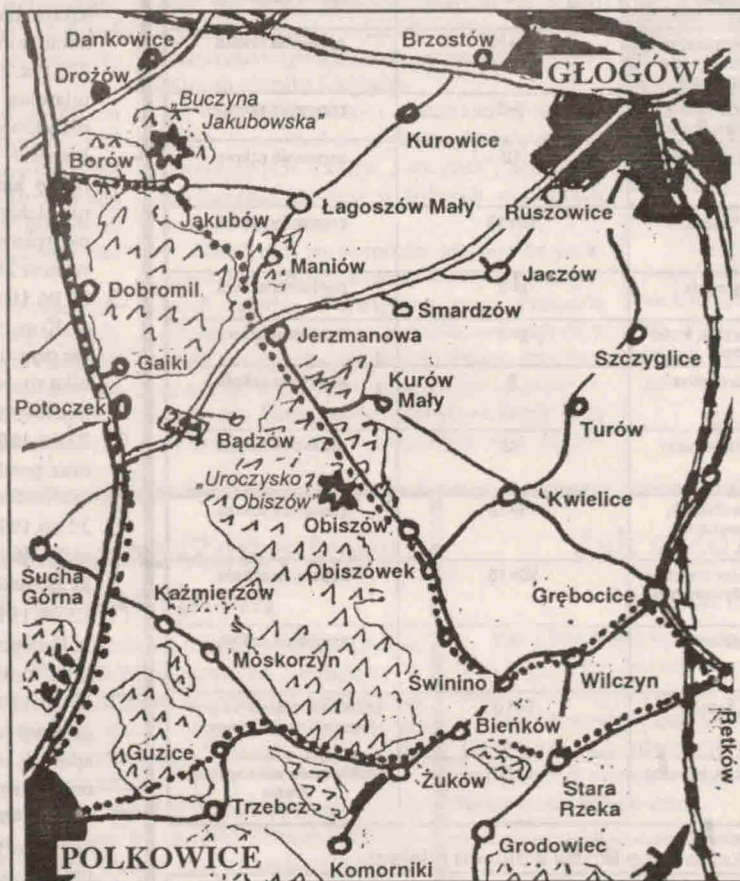 Dankowice
Brzostów
GŁOGÓW
Drożów
„Buczyna
Jakubowska"
Kurowice
Borów
Jakubów
Łagoszów Mały
Ruszowice
Maniów
Jaczów
Dobromil
Smardzów
Jerzmanowa
Szczyglice
Gaiki
Kurów
Mały
Potoczek
Turów
Bądzów
„Uroczysko
Obiszów"
Kwielice
Obiszów
Sucha
Górna
Obiszówek
Grębocice
Kaźmierzów
Moskorzyn
Świnino
Wilczyn
Retków
Bieńków
Guzice
Żuków
Stara
Rzeka
Trzebcz
POLKOWICE
Komorniki
Grodowiec